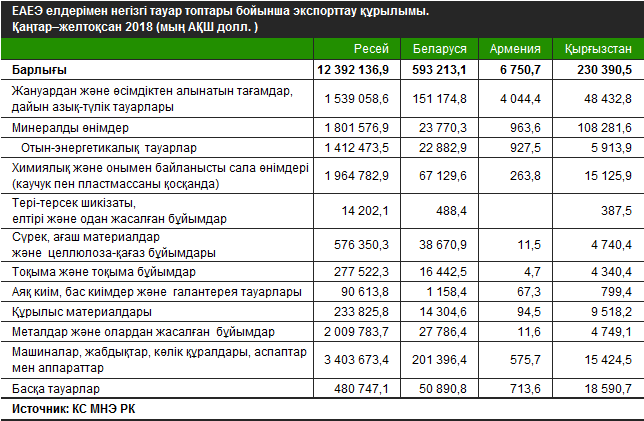 ЕАЕЭ елдерімен негізгі тауар топтары бойынша экспорттау құрылымы.
Қаңтар–желтоқсан 2018 (мың АҚШ долл. )
Ресей Беларуся Армения Қырғызстан
Барлығы 12 392 136,9 593 213,1 6 750,7 230 390,5
Жануардан және өсімдіктен алынатын тағамдар,
дайын азық-түлік тауарлары 1 539 058,6 151 174,8 4 044,4 48 432,8
Минералды өнімдер 1 801 576,9 23 770,3 963,6 108 281,6
Отын-энергетикалық тауарлар 1 412 473,5 22 882,9 927,5 5 913,9
Химиялық және онымен байланысты сала өнімдері
(каучук пен пластмассаны қосқанда) 1 964 782,9 67 129,6 263,8 15 125,9
Тері-терсек шикізаты,
елтірі және одан жасалған бұйымдар 14 202,1 488,4 387,5
Сүрек, ағаш материалдар
және целлюлоза-қағаз бұйымдары 576 350,3 38 670,9 11,5 4 740,4
Тоқыма және тоқыма бұйымдар 277 522,3 16 442,5 4,7 4 340,4
Аяқ киім, бас киімдер және галантерея тауарлары 90 613,8 1 158,4 67,3 799,4
Құрылыс материалдары 233 825,8 14 304,6 94,5 9 518,2
Металдар және олардан жасалған бұйымдар 2 009 783,7 27 786,4 11,6 4 749,1
Машиналар, жабдықтар, көлік құралдары, аспаптар
мен аппараттар 3 403 673,4 201 396,4 575,7 15 424,5
Басқа тауарлар 480 747,1 50 890,8 713,6 18 590,7
Источник: КС МНЭ РК